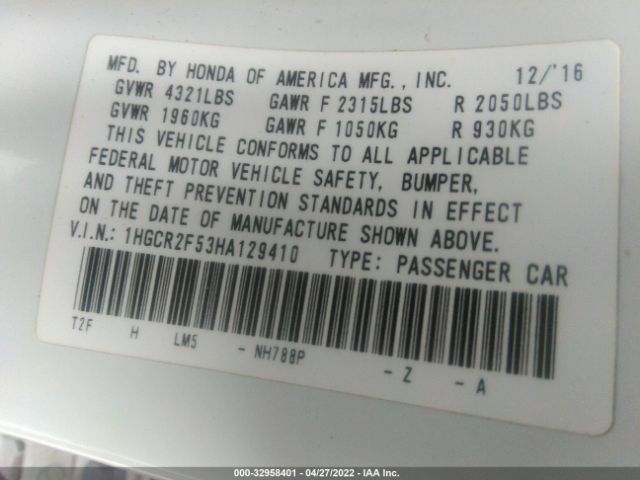 MFD. BY HONDA OF AMERICA MFG., INC. 12/'16
GVWR 4321LBS GAWR F 2315LBS R 2050LBS
GVWR 1960KG GAWR F 1050KG R 930KG
THIS VEHICLE CONFORMS TO ALL APPLICABLE
FEDERAL MOTOR VEHICLE SAFETY, BUMPER,
AND THEFT PREVENTION STANDARDS IN EFFECT
ON THE DATE OF MANUFACTURE SHOWN ABOVE.
V.I.N.: 1HGCR2F53HA129410 TYPE: PASSENGER CAR
T2F H LM5 - NH788P - Z - A
000-32958401 - 04/27/2022 - IAA Inc.